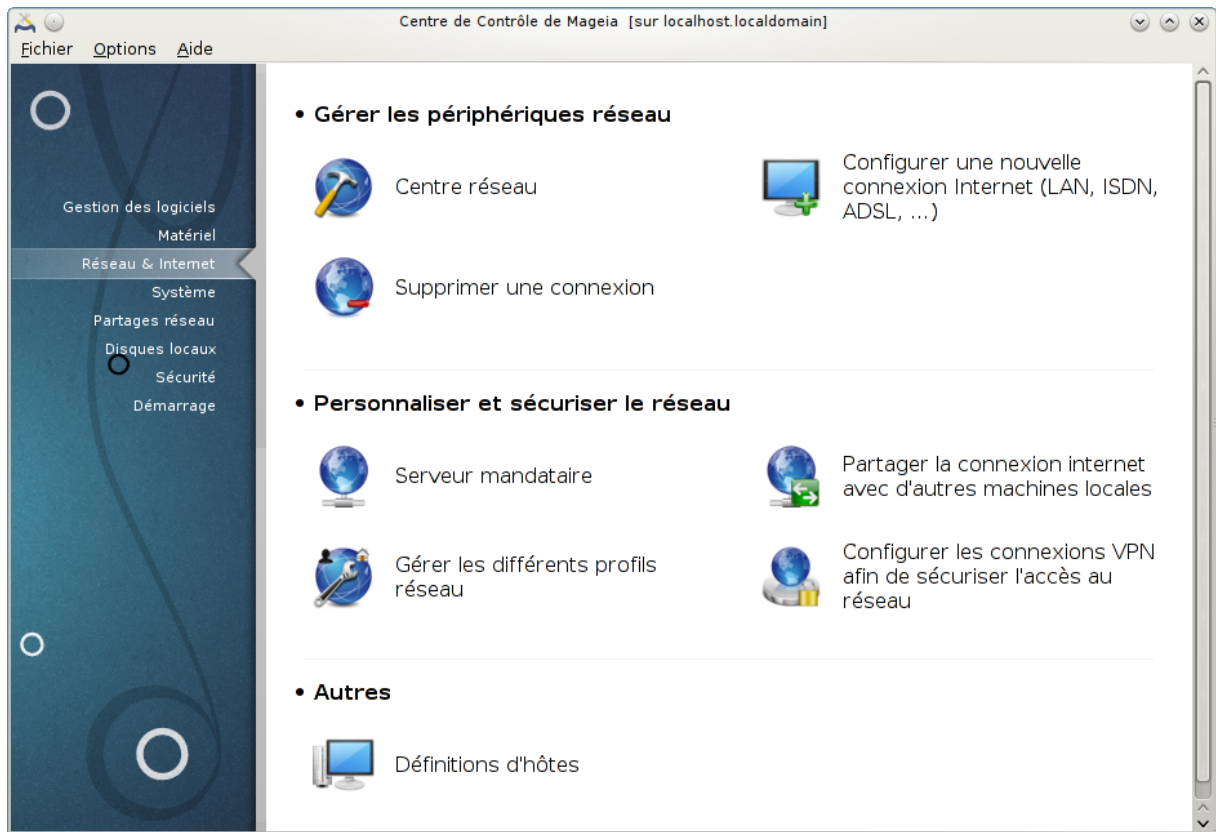 Centre de Contrôle de Mageia [sur localhost.localdomain]
Fichier Options Aide
Gestion des logiciels
Matériel
Réseau & Internet
Système
Partages réseau
Disques locaux
Sécurité
Démarrage
• Gérer les périphériques réseau
Centre réseau
Configurer une nouvelle
connexion Internet (LAN, ISDN,
ADSL, ...)
Supprimer une connexion
• Personnaliser et sécuriser le réseau
Serveur mandataire
Partager la connexion internet
avec d'autres machines locales
Gérer les différents profils
réseau
Configurer les connexions VPN
afin de sécuriser l'accès au
réseau
• Autres
Définitions d'hôtes